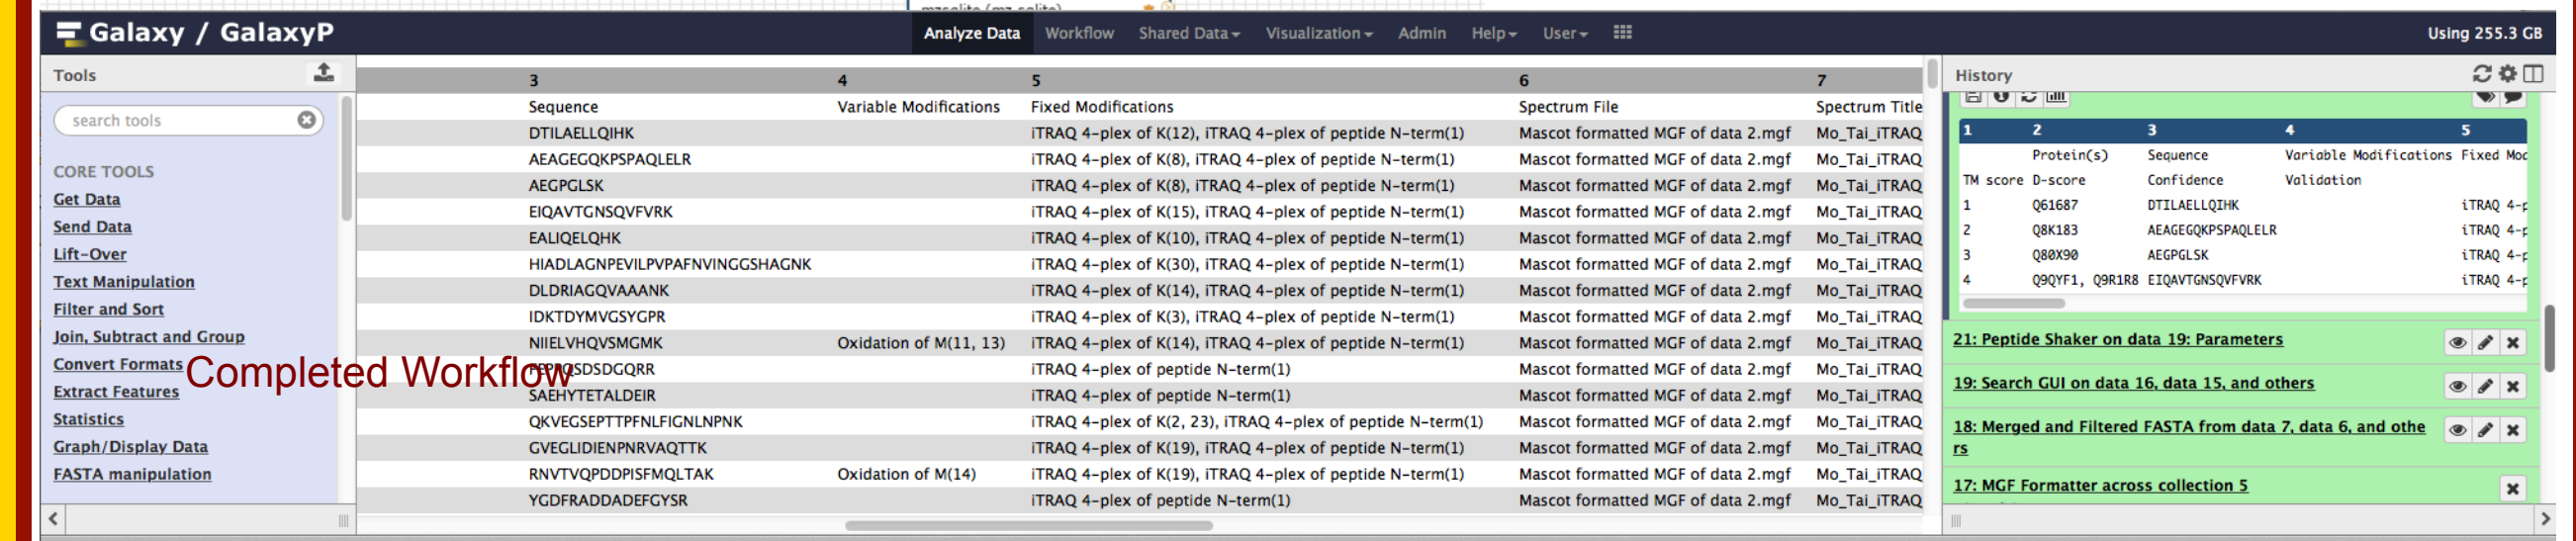 mzsqlite (mz.sqlite)
Galaxy / GalaxyP
Analyze Data Workflow Shared Data Visualization Admin Help User
Using 255.3 GB
Tools
search tools
CORE TOOLS
Get Data
Send Data
Lift-Over
Text Manipulation
Filter and Sort
Join, Subtract and Group
Convert Formats
Extract Features
Statistics
Graph/Display Data
FASTA manipulation
Completed Workflow
3 4 5 6 7
Sequence Variable Modifications Fixed Modifications Spectrum File Spectrum Title
DTILAELLQIHK iTRAQ 4-plex of K(12), iTRAQ 4-plex of peptide N-term(1) Mascot formatted MGF of data 2.mgf Mo_Tai_iTRAQ
AEAGEGQKPSPAQLELR iTRAQ 4-plex of K(8), iTRAQ 4-plex of peptide N-term(1) Mascot formatted MGF of data 2.mgf Mo_Tai_iTRAQ
AEGPGLSK iTRAQ 4-plex of K(8), iTRAQ 4-plex of peptide N-term(1) Mascot formatted MGF of data 2.mgf Mo_Tai_iTRAQ
EIQAVTGNSQVFVRK iTRAQ 4-plex of K(15), iTRAQ 4-plex of peptide N-term(1) Mascot formatted MGF of data 2.mgf Mo_Tai_iTRAQ
EALIQELQHK iTRAQ 4-plex of K(10), iTRAQ 4-plex of peptide N-term(1) Mascot formatted MGF of data 2.mgf Mo_Tai_iTRAQ
HIADLAGNPEVILPVPAFNVINGGSHAGNK iTRAQ 4-plex of K(30), iTRAQ 4-plex of peptide N-term(1) Mascot formatted MGF of data 2.mgf Mo_Tai_iTRAQ
DLDRIAGQVAAANK iTRAQ 4-plex of K(14), iTRAQ 4-plex of peptide N-term(1) Mascot formatted MGF of data 2.mgf Mo_Tai_iTRAQ
IDKTDYMVGSYGPR iTRAQ 4-plex of K(3), iTRAQ 4-plex of peptide N-term(1) Mascot formatted MGF of data 2.mgf Mo_Tai_iTRAQ
NIIELVHQVSMGMK Oxidation of M(11, 13) iTRAQ 4-plex of K(14), iTRAQ 4-plex of peptide N-term(1) Mascot formatted MGF of data 2.mgf Mo_Tai_iTRAQ
iTRAQ 4-plex of peptide N-term(1) Mascot formatted MGF of data 2.mgf Mo_Tai_iTRAQ
SAEHYTETALDEIR iTRAQ 4-plex of peptide N-term(1) Mascot formatted MGF of data 2.mgf Mo_Tai_iTRAQ
QKVEGSEPTTPFNLFIGNLNPNK iTRAQ 4-plex of K(2, 23), iTRAQ 4-plex of peptide N-term(1) Mascot formatted MGF of data 2.mgf Mo_Tai_iTRAQ
GVEGLIDIENPNRVAQTTK iTRAQ 4-plex of K(19), iTRAQ 4-plex of peptide N-term(1) Mascot formatted MGF of data 2.mgf Mo_Tai_iTRAQ
RNVTVQPDDPISFMQLTAK Oxidation of M(14) iTRAQ 4-plex of K(19), iTRAQ 4-plex of peptide N-term(1) Mascot formatted MGF of data 2.mgf Mo_Tai_iTRAQ
YGDFRADDADEFGYSR iTRAQ 4-plex of peptide N-term(1) Mascot formatted MGF of data 2.mgf Mo_Tai_iTRAQ
History
1 2 3 4 5
Protein(s) Sequence Variable Modifications Fixed Moc
TM score D-score Confidence Validation
1 Q61687 DTILAELLQIHK iTRAQ 4-p
2 Q8K183 AEAGEGQKPSPAQLELR iTRAQ 4-p
3 Q80X90 AEGPGLSK iTRAQ 4-p
4 Q9QYF1, Q9R1R8 EIQAVTGNSQVFVRK iTRAQ 4-p
21: Peptide Shaker on data 19: Parameters
19: Search GUI on data 16, data 15, and others
18: Merged and Filtered FASTA from data 7, data 6, and othe
rs
17: MGF Formatter across collection 5